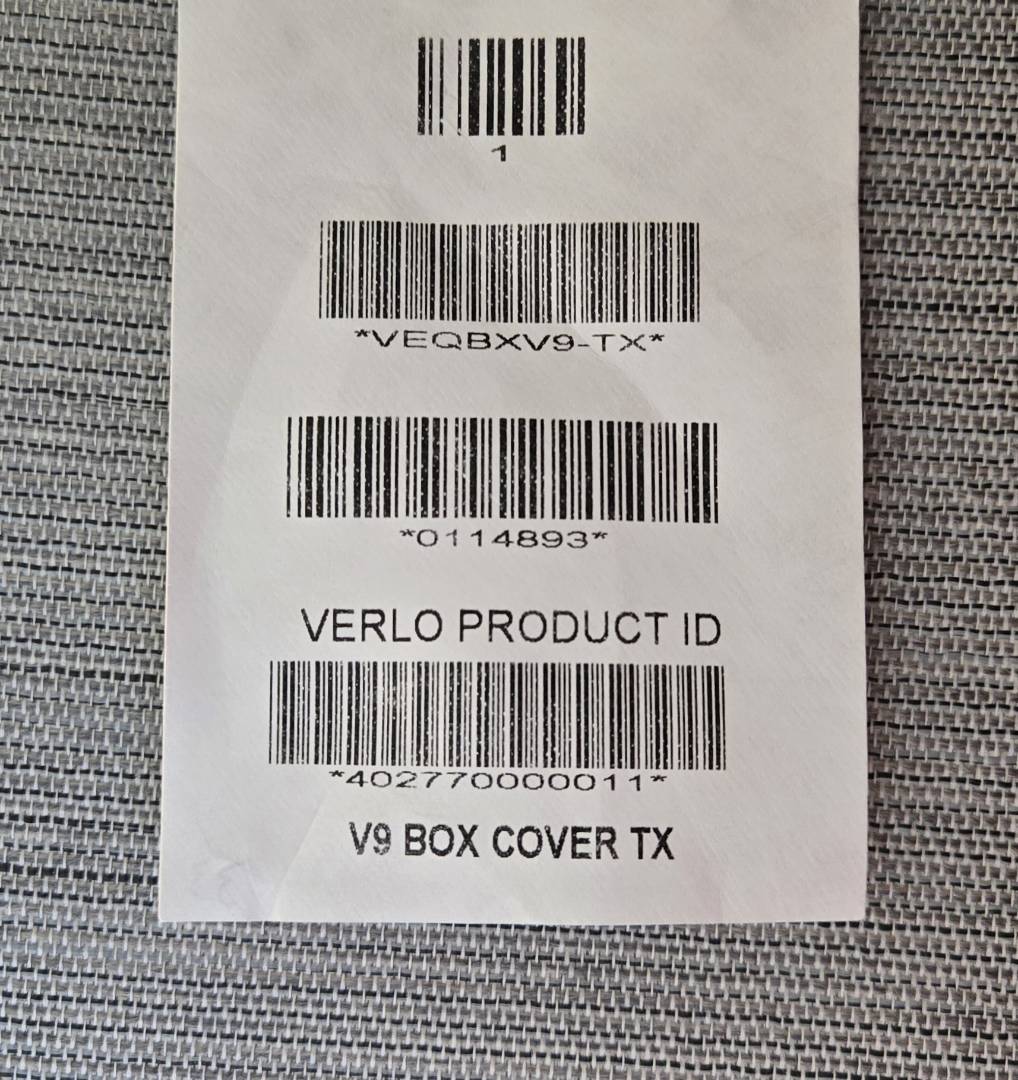 1
*VEQBXV9-TX*
*0114893*
VERLO PRODUCT ID
*402770000011*
V9 BOX COVER TX